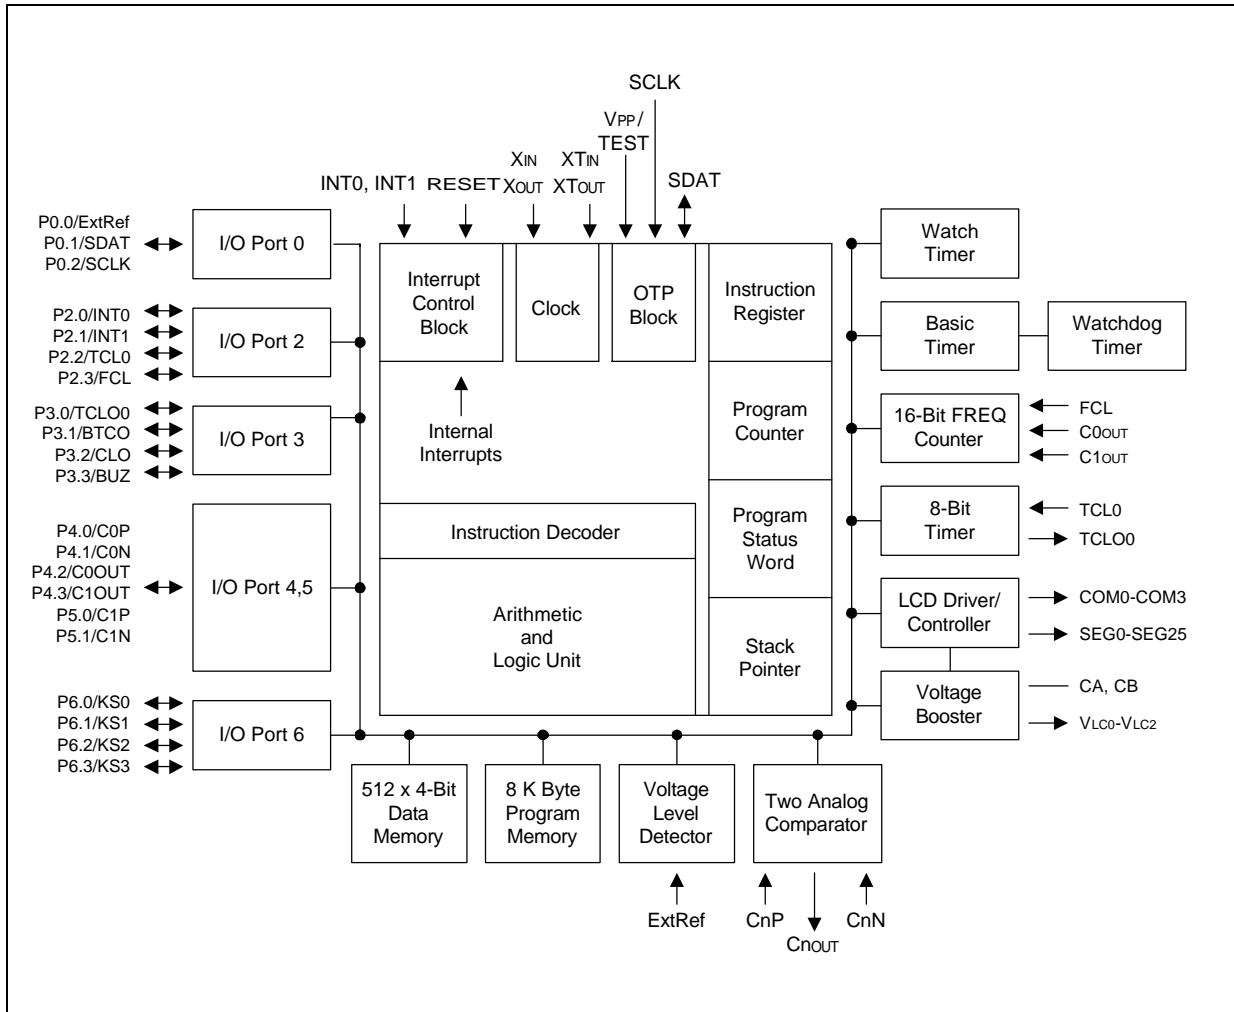 SCLK
VPP/
TEST
XIN
XOUT
XTIN
XTOUT
SDAT
INT0, INT1
RESET
P0.0/ExtRef
P0.1/SDAT
P0.2/SCLK
I/O Port 0
P2.0/INT0
P2.1/INT1
P2.2/TCL0
P2.3/FCL
I/O Port 2
P3.0/TCLO0
P3.1/BTCO
P3.2/CLO
P3.3/BUZ
I/O Port 3
P4.0/C0P
P4.1/C0N
P4.2/C0OUT
P4.3/C1OUT
P5.0/C1P
P5.1/C1N
I/O Port 4,5
P6.0/KS0
P6.1/KS1
P6.2/KS2
P6.3/KS3
I/O Port 6
Interrupt
Control
Block
Clock
OTP
Block
Instruction
Register
Internal
Interrupts
Program
Counter
Instruction Decoder
Program
Status
Word
Arithmetic
and
Logic Unit
Stack
Pointer
Watch
Timer
Basic
Timer
Watchdog
Timer
16-Bit FREQ
Counter
FCL
C0OUT
C1OUT
8-Bit
Timer
TCL0
TCLO0
LCD Driver/
Controller
COM0-COM3
SEG0-SEG25
Voltage
Booster
CA, CB
VLC0-VLC2
512 x 4-Bit
Data
Memory
8 K Byte
Program
Memory
Voltage
Level
Detector
Two Analog
Comparator
ExtRef
CnP
CnOUT
CnN